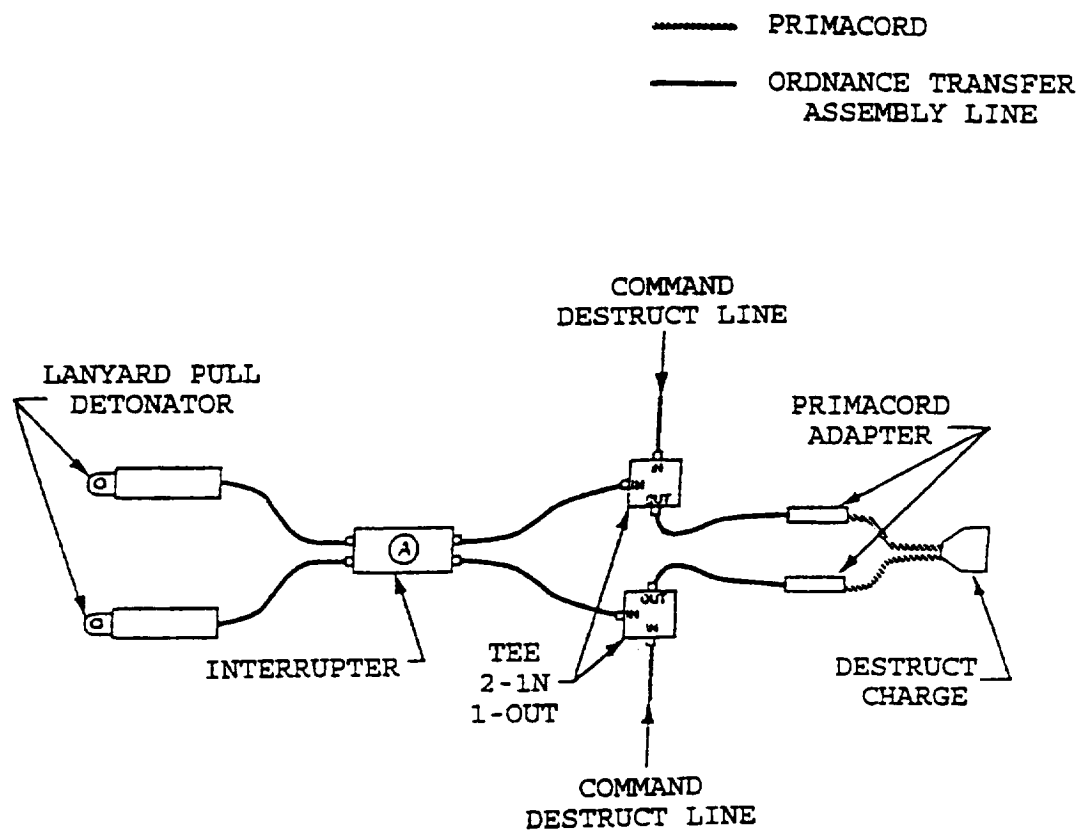 PRIMACORD
ORDNANCE TRANSFER
ASSEMBLY LINE
COMMAND
DESTRUCT LINE
LANYARD PULL
DETONATOR
PRIMACORD
ADAPTER
IN
IN
OUT
A
OUT
IN
IN
INTERRUPTER
TEE
2-1N
1-OUT
DESTRUCT
CHARGE
COMMAND
DESTRUCT LINE